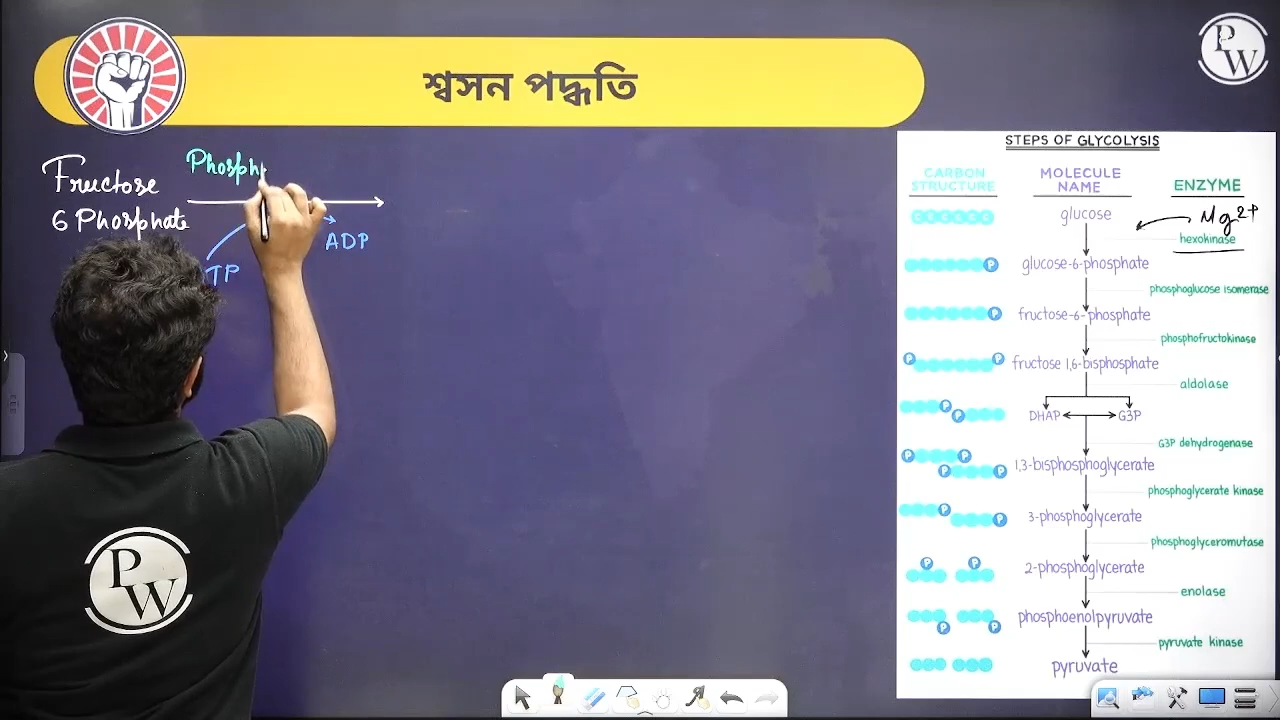 শ্বসন পদ্ধতি
PW
Fructose
6 Phosphate
Phosph
TP
ADP
PW
STEPS OF GLYCOLYSIS
CARBON STRUCTURE
MOLECULE NAME
ENZYME
C C C C C C
glucose
Mg2+
hexokinase
P
glucose-6-phosphate
phosphoglucose isomerase
P
fructose-6-phosphate
phosphofructokinase
P P
fructose 1,6-bisphosphate
aldolase
P P
DHAP G3P
G3P dehydrogenase
P P P P
1,3-bisphosphoglycerate
phosphoglycerate kinase
P P
3-phosphoglycerate
phosphoglyceromutase
P P
2-phosphoglycerate
enolase
P P
phosphoenolpyruvate
pyruvate kinase
pyruvate